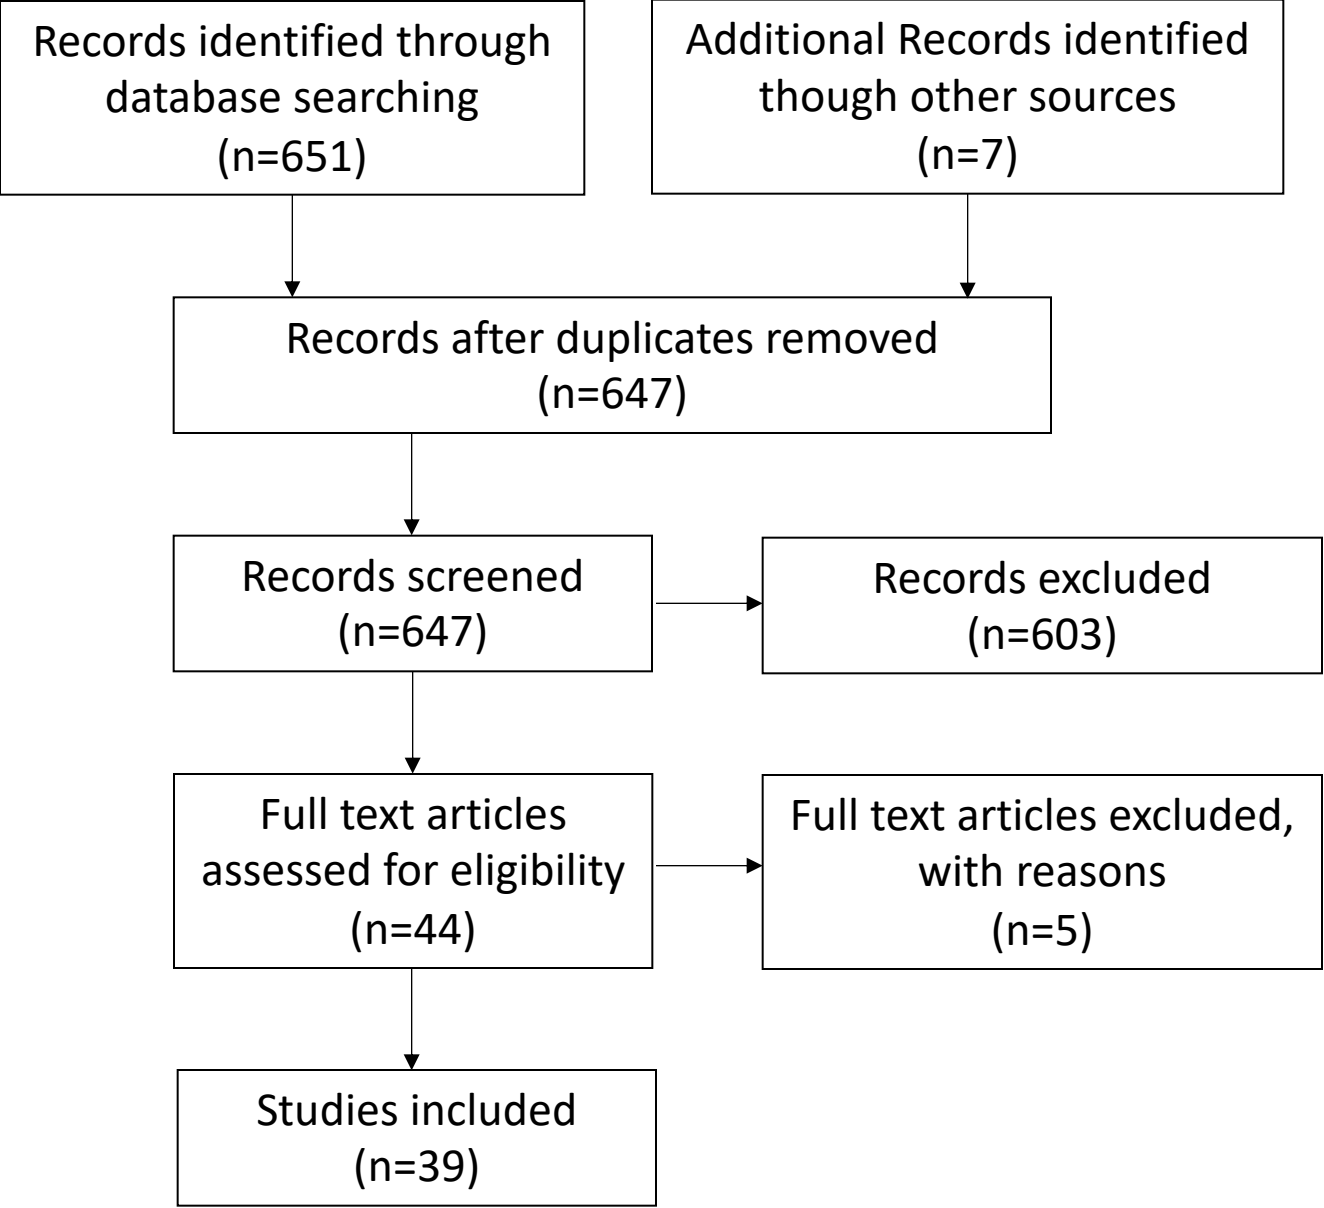 Records identified through
database searching
(n=651)
Additional Records identified
though other sources
(n=7)
Records after duplicates removed
(n=647)
Records screened
(n=647)
Records excluded
(n=603)
Full text articles
assessed for eligibility
(n=44)
Full text articles excluded,
with reasons
(n=5)
Studies included
(n=39)